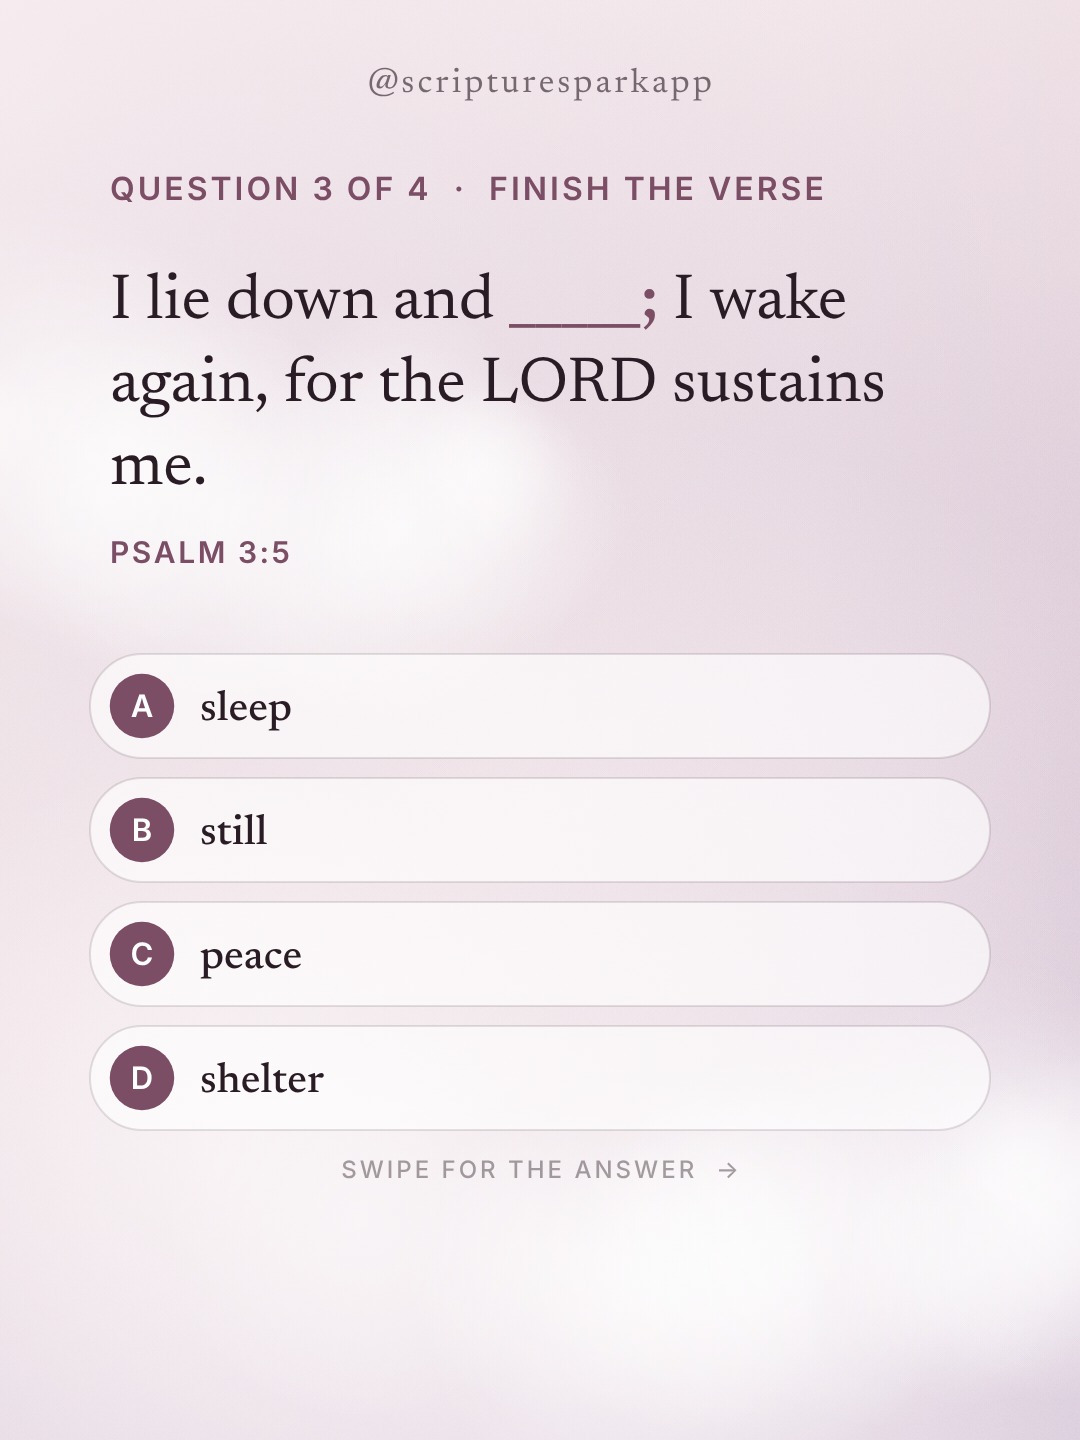 @scripturesparkapp
QUESTION 3 OF 4 · FINISH THE VERSE
I lie down and _____; I wake
again, for the LORD sustains
me.
PSALM 3:5
A sleep
B still
C peace
D shelter
SWIPE FOR THE ANSWER →